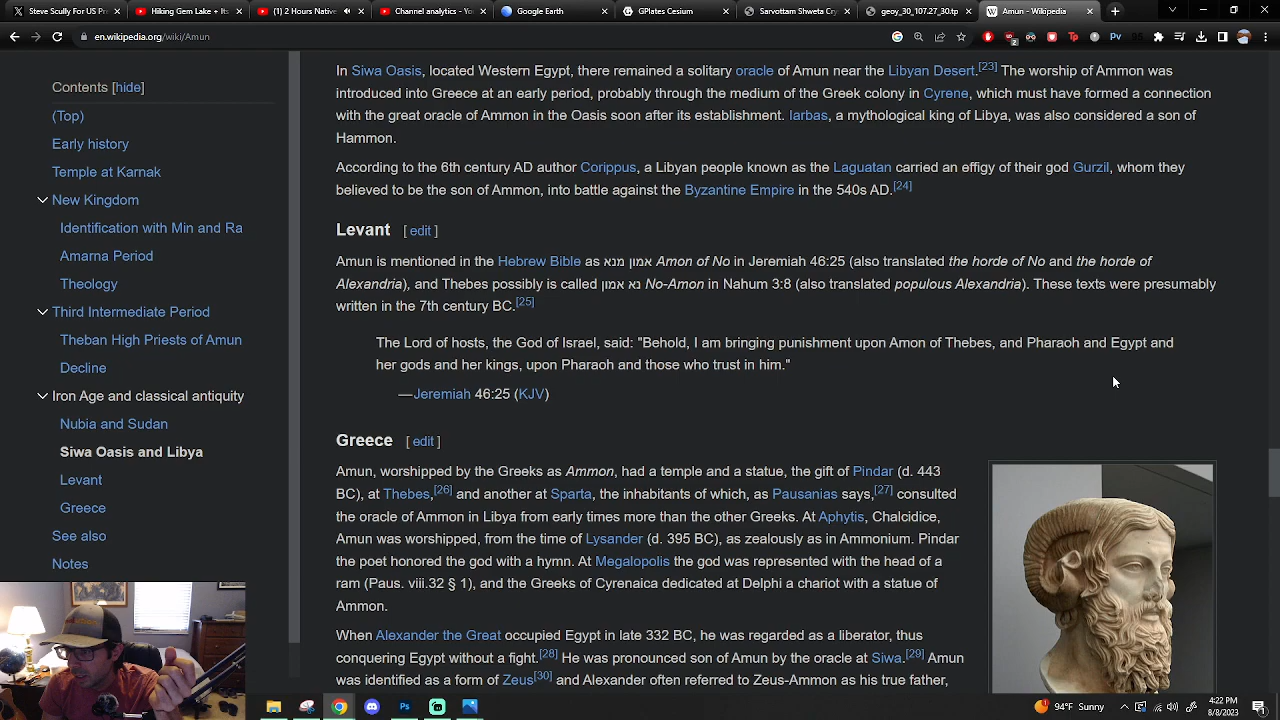 Steve Scully For US Pre
Hiking Gem Lake + Its
(1) 2 Hours Native
Channel analytics - Yo
Google Earth
GPlates Cesium
Sarvottam Shweta Cry
geoy_30_107.27_30.tp
Amun - Wikipedia
en.wikipedia.org/wiki/Amun
Contents [hide]
(Top)
Early history
Temple at Karnak
New Kingdom
Identification with Min and Ra
Amarna Period
Theology
Third Intermediate Period
Theban High Priests of Amun
Decline
Iron Age and classical antiquity
Nubia and Sudan
Siwa Oasis and Libya
Levant
Greece
See also
Notes
In Siwa Oasis, located Western Egypt, there remained a solitary oracle of Amun near the Libyan Desert.[23] The worship of Ammon was
introduced into Greece at an early period, probably through the medium of the Greek colony in Cyrene, which must have formed a connection
with the great oracle of Ammon in the Oasis soon after its establishment. Iarbas, a mythological king of Libya, was also considered a son of
Hammon.
According to the 6th century AD author Corippus, a Libyan people known as the Laguatan carried an effigy of their god Gurzil, whom they
believed to be the son of Ammon, into battle against the Byzantine Empire in the 540s AD.[24]
Levant [ edit ]
Amun is mentioned in the Hebrew Bible as אמון מנא Amon of No in Jeremiah 46:25 (also translated the horde of No and the horde of
Alexandria), and Thebes possibly is called נא אמון No-Amon in Nahum 3:8 (also translated populous Alexandria). These texts were presumably
written in the 7th century BC.[25]
The Lord of hosts, the God of Israel, said: "Behold, I am bringing punishment upon Amon of Thebes, and Pharaoh and Egypt and
her gods and her kings, upon Pharaoh and those who trust in him."
— Jeremiah 46:25 (KJV)
Greece [ edit ]
Amun, worshipped by the Greeks as Ammon, had a temple and a statue, the gift of Pindar (d. 443
BC), at Thebes,[26] and another at Sparta, the inhabitants of which, as Pausanias says,[27] consulted
the oracle of Ammon in Libya from early times more than the other Greeks. At Aphytis, Chalcidice,
Amun was worshipped, from the time of Lysander (d. 395 BC), as zealously as in Ammonium. Pindar
the poet honored the god with a hymn. At Megalopolis the god was represented with the head of a
ram (Paus. viii.32 § 1), and the Greeks of Cyrenaica dedicated at Delphi a chariot with a statue of
Ammon.
When Alexander the Great occupied Egypt in late 332 BC, he was regarded as a liberator, thus
conquering Egypt without a fight.[28] He was pronounced son of Amun by the oracle at Siwa.[29] Amun
was identified as a form of Zeus[30] and Alexander often referred to Zeus-Ammon as his true father,
94°F Sunny
4:22 PM
8/8/2023